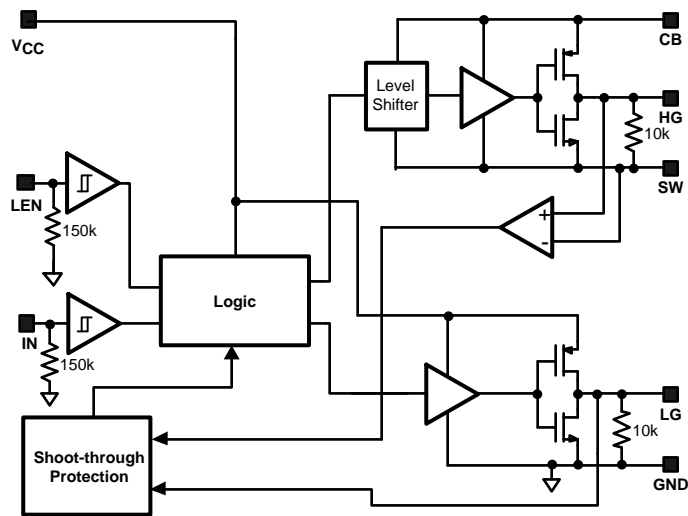 VCC
CB
Level
Shifter
HG
10k
SW
LEN
150k
+
-
Logic
IN
150k
LG
10k
Shoot-through
Protection
GND